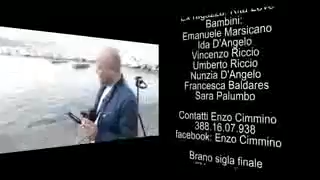 Bambini:
Emanuele Marsicano
Ida D'Angelo
Vincenzo Riccio
Umberto Riccio
Nunzia D'Angelo
Francesca Baldares
Sara Palumbo
Contatti Enzo Cimmino
388.16.07.938
facebook: Enzo Cimmino
Brano sigla finale